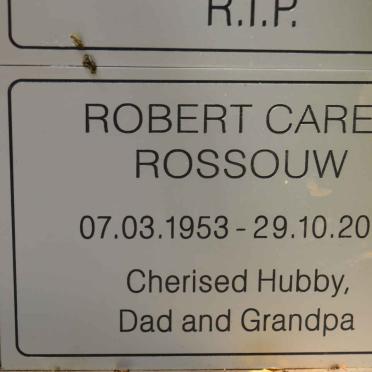 R.I.P.
ROBERT CARE
ROSSOUW
07.03.1953 - 29.10.20
Cherised Hubby,
Dad and Grandpa